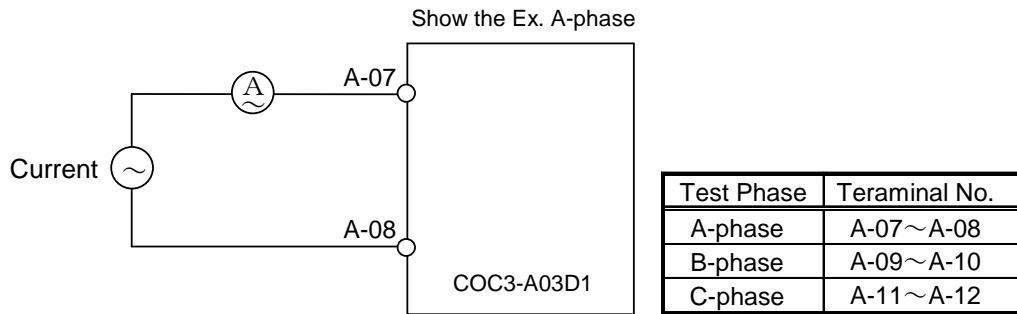 Show the Ex. A-phase
A-07
A
Current
A-08
COC3-A03D1
Test Phase Teraminal No.
A-phase A-07～A-08
B-phase A-09～A-10
C-phase A-11～A-12